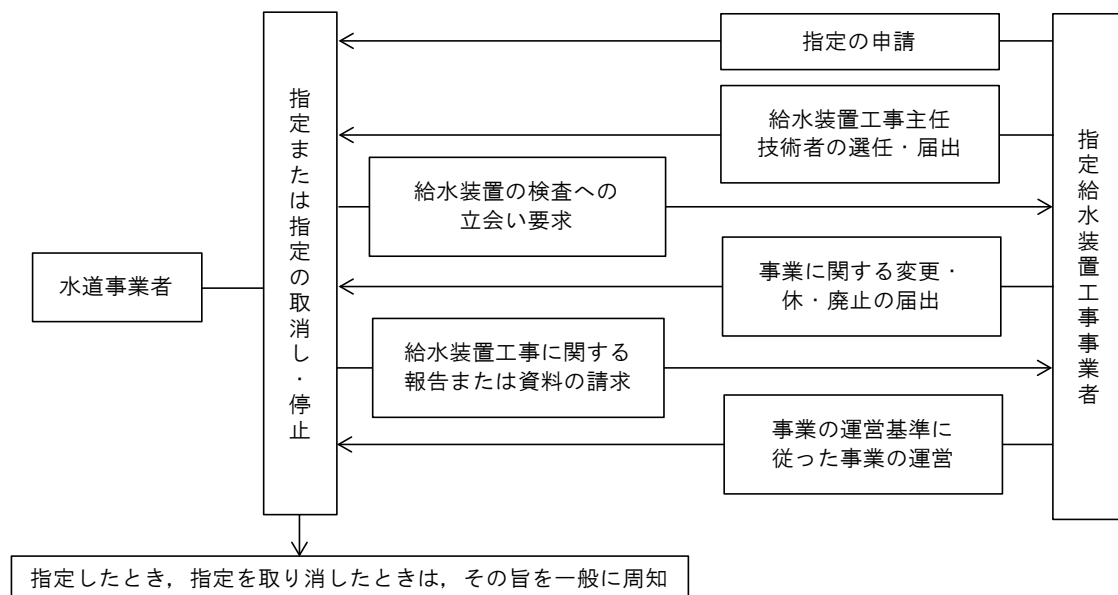 指定の申請
給水装置工事主任
技術者の選任・届出
給水装置の検査への
立会い要求
水道事業者
指定または指定の取消し・停止
事業に関する変更・
休・廃止の届出
給水装置工事に関する
報告または資料の請求
事業の運営基準に
従った事業の運営
指定給水装置工事事業者
指定したとき，指定を取り消したときは，その旨を一般に周知